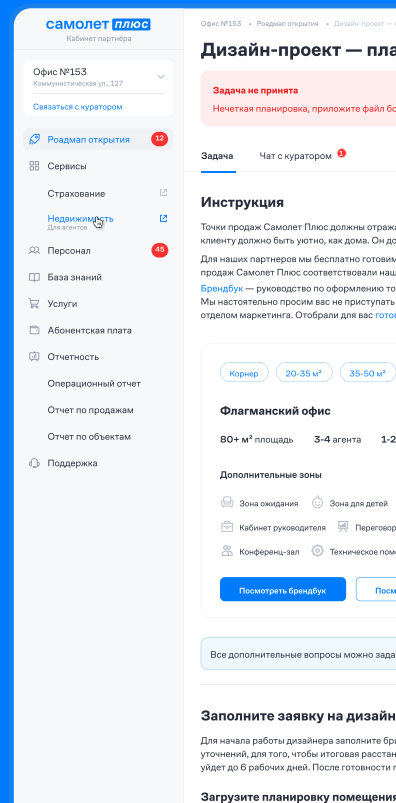 самолет плюс
Кабинет партнёра
Офис №153
Коммунистическая ул., 127
Связаться с куратором
Роадмап открытия 12
Сервисы
Страхование
Недвижимость
Для агентов
Персонал 45
База знаний
Услуги
Абонентская плата
Отчетность
Операционный отчет
Отчет по продажам
Отчет по объектам
Поддержка
Офис №153 • Роадмап открытия • Дизайн-проект —
Дизайн-проект — пла
Задача не принята
Нечеткая планировка, приложите файл бо
Задача Чат с куратором 1
Инструкция
Точки продаж Самолет Плюс должны отража
клиенту должно быть уютно, как дома. Он до
Для наших партнеров мы бесплатно готовим
продаж Самолет Плюс соответствовали наш
Брендбук — руководство по оформлению то
Мы настоятельно просим вас не приступать
отделом маркетинга. Отобрали для вас гото
Корнер 20-35 м² 35-50 м²
Флагманский офис
80+ м² площадь 3-4 агента 1-2
Дополнительные зоны
Зона ожидания Зона для детей
Кабинет руководителя Переговор
Конференц-зал Техническое поме
Посмотреть брендбук Посм
Все дополнительные вопросы можно зада
Заполните заявку на дизайн
Для начала работы дизайнера заполните бри
уточнений, для того, чтобы итоговая расстан
уйдет до 6 рабочих дней. После готовности п
Загрузите планировку помещения